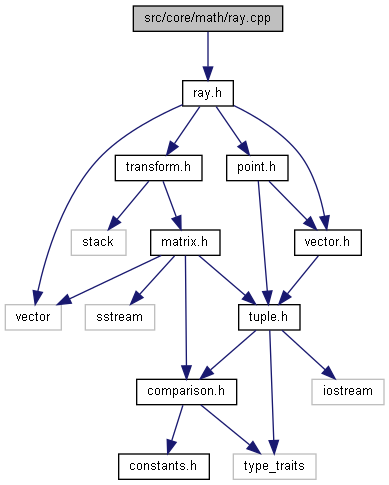 src/core/math/ray.cpp
ray.h
transform.h
point.h
stack
matrix.h
vector.h
vector
sstream
tuple.h
comparison.h
iostream
constants.h
type_traits